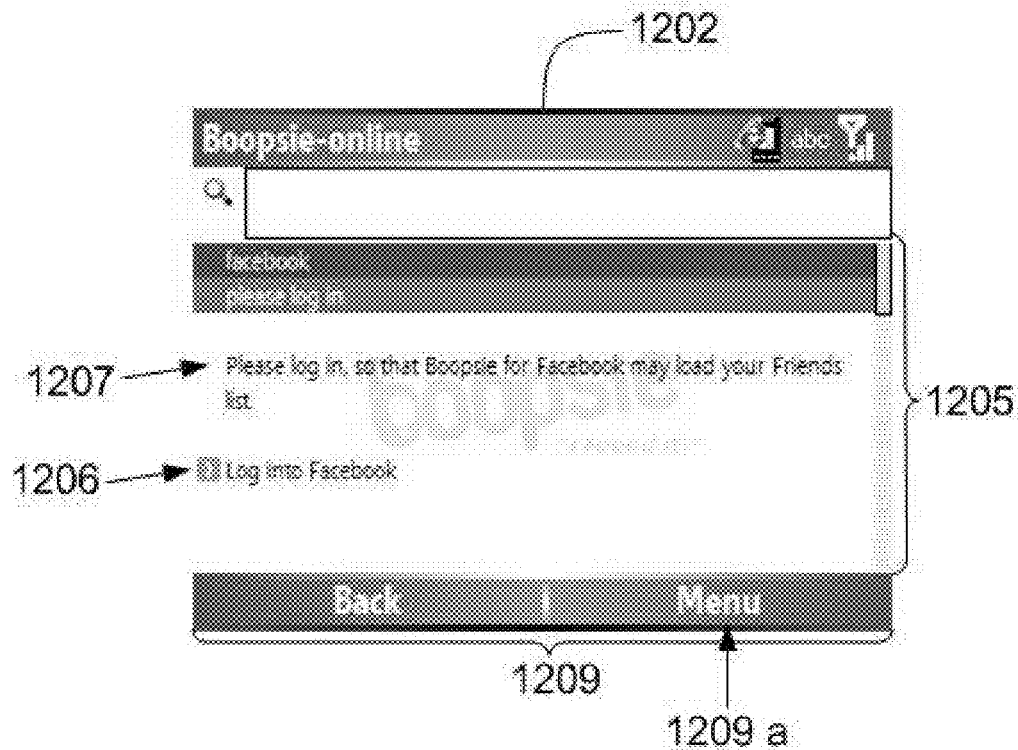 1202
Boopsie-online
abc
facebook
please log in
1207
Please log in, so that Boopsie for Facebook may load your Friends
list.
boopsie
1205
1206
Log into Facebook
Back
Menu
1209
1209 a